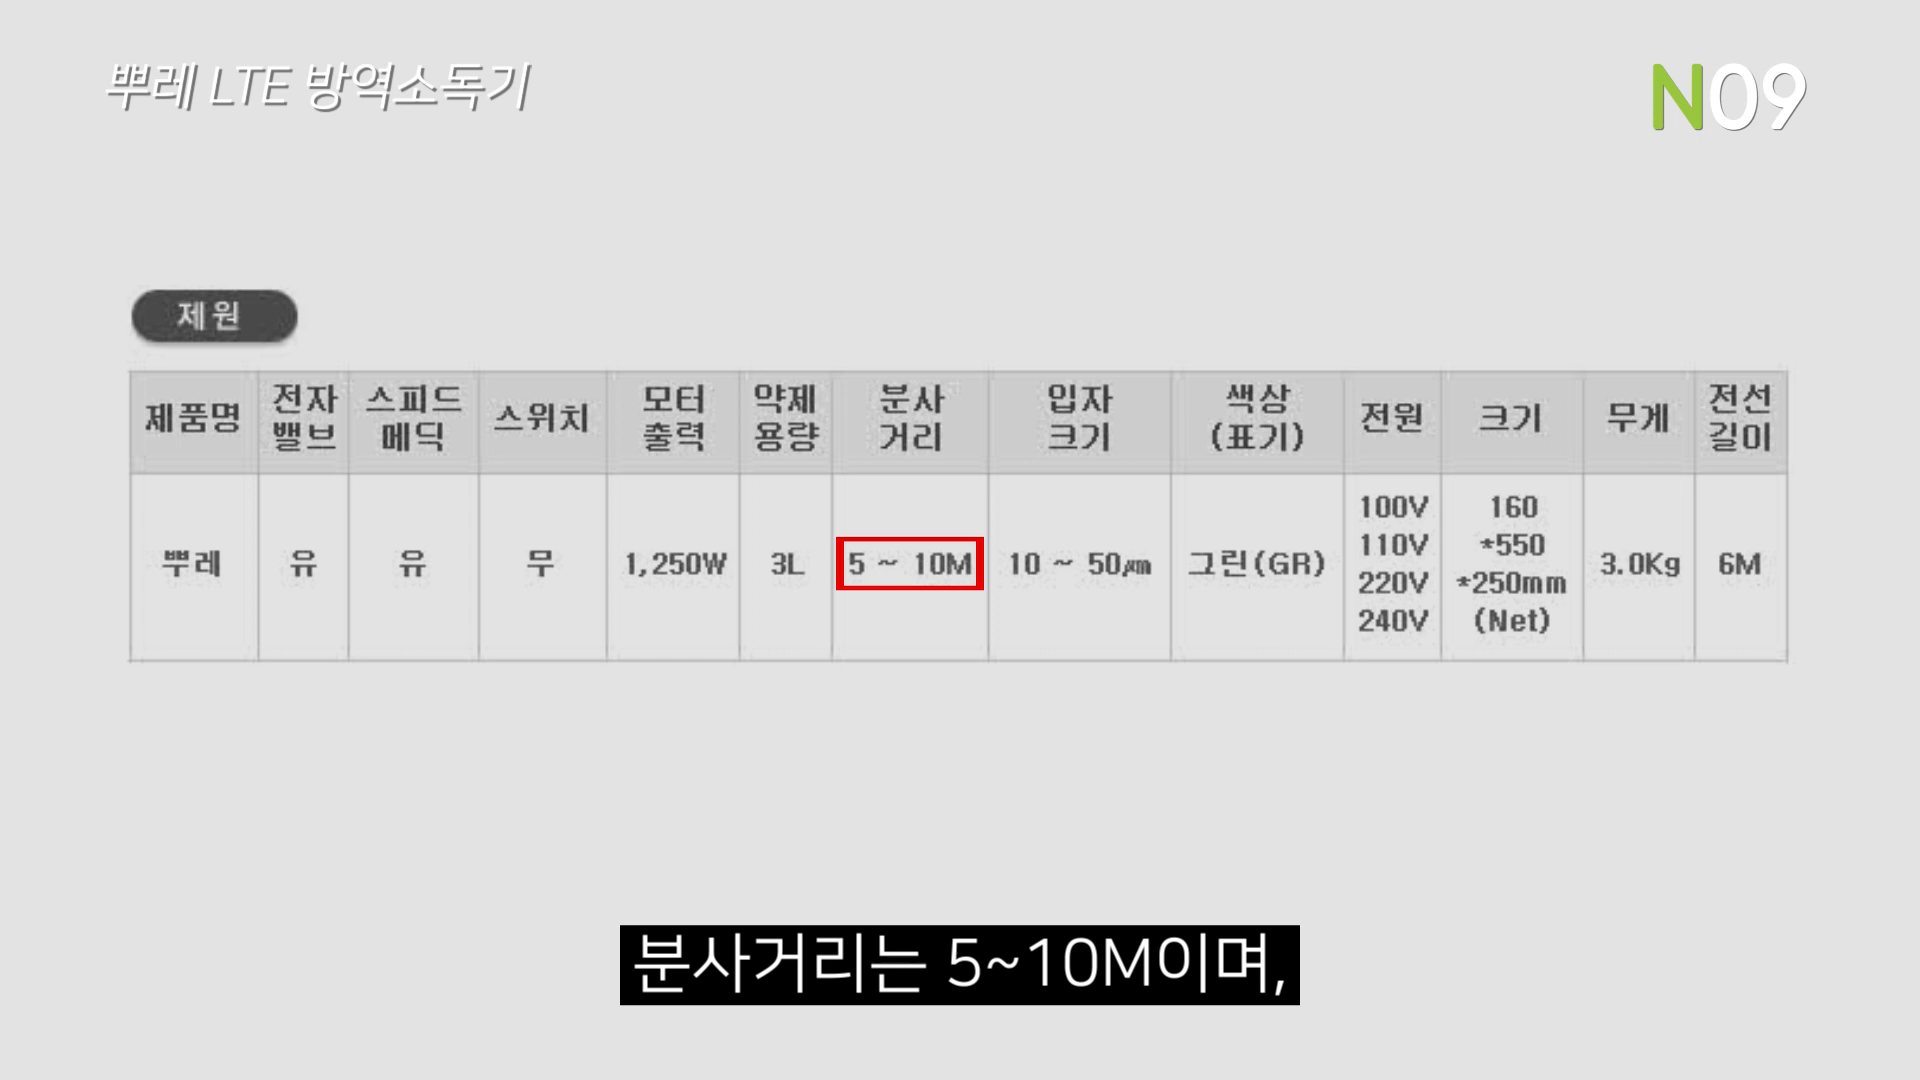 뿌레 LTE 방역소독기
N09
제원
제품명 전자밸브 스피드메딕 스위치 모터출력 약제용량 분사거리 입자크기 색상(표기) 전원 크기 무게 전선길이
뿌레 유 유 무 1,250W 3L 5 ~ 10M 10 ~ 50㎛ 그린(GR) 100V 110V 220V 240V 160*550*250mm(Net) 3.0Kg 6M
분사거리는 5~10M이며,